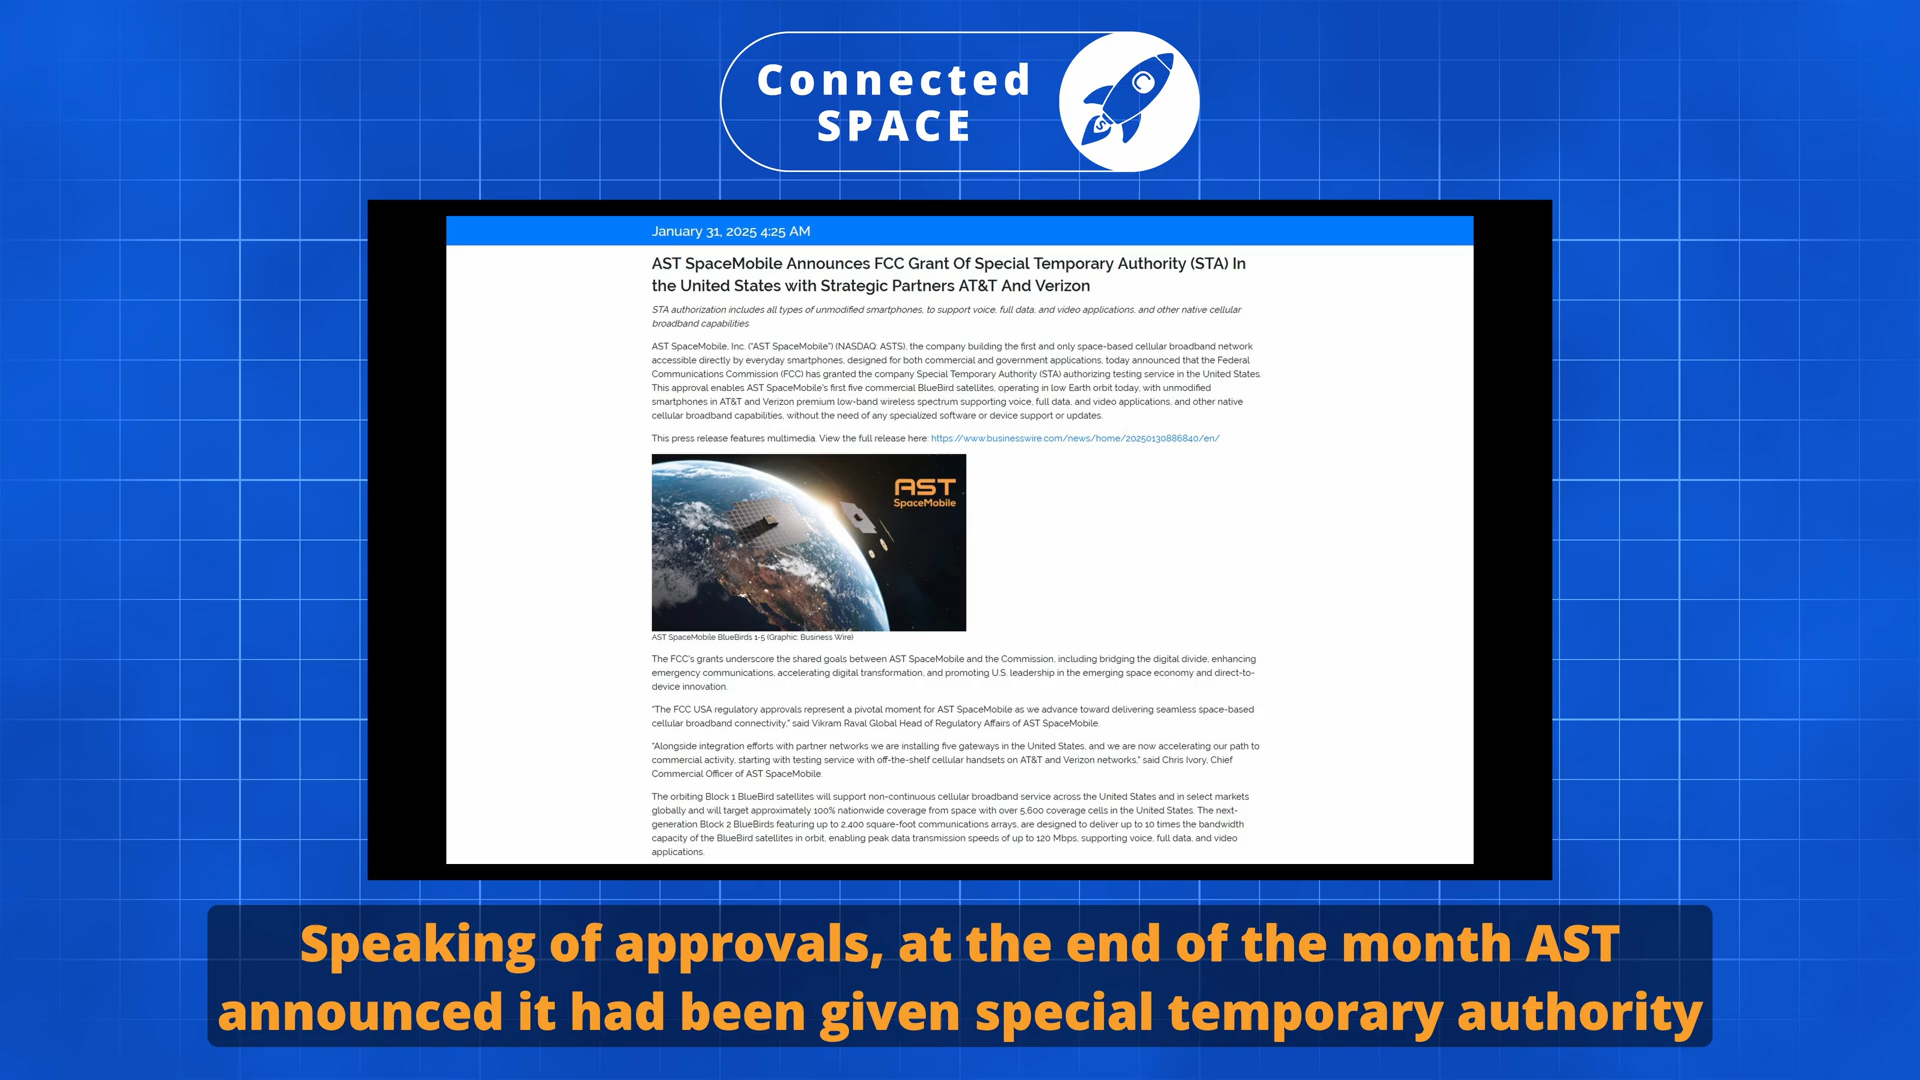 Connected
SPACE
January 31, 2025 4:25 AM
AST SpaceMobile Announces FCC Grant Of Special Temporary Authority (STA) In
the United States with Strategic Partners AT&T And Verizon
STA authorization includes all types of unmodified smartphones, to support voice, full data, and video applications, and other native cellular
broadband capabilities
AST SpaceMobile, Inc. ("AST SpaceMobile") (NASDAQ: ASTS), the company building the first and only space-based cellular broadband network
accessible directly by everyday smartphones, designed for both commercial and government applications, today announced that the Federal
Communications Commission (FCC) has granted the company Special Temporary Authority (STA) authorizing testing service in the United States.
This approval enables AST SpaceMobile's first five commercial BlueBird satellites, operating in low Earth orbit today, with unmodified
smartphones in AT&T and Verizon premium low-band wireless spectrum supporting voice, full data, and video applications, and other native
cellular broadband capabilities, without the need of any specialized software or device support or updates.
This press release features multimedia. View the full release here: https://www.businesswire.com/news/home/20250130886840/en/
AST
SpaceMobile
AST SpaceMobile BlueBirds 1-5 (Graphic: Business Wire)
The FCC's grants underscore the shared goals between AST SpaceMobile and the Commission, including bridging the digital divide, enhancing
emergency communications, accelerating digital transformation, and promoting U.S. leadership in the emerging space economy and direct-to-
device innovation.
"The FCC USA regulatory approvals represent a pivotal moment for AST SpaceMobile as we advance toward delivering seamless space-based
cellular broadband connectivity," said Vikram Raval Global Head of Regulatory Affairs of AST SpaceMobile.
"Alongside integration efforts with partner networks we are installing five gateways in the United States, and we are now accelerating our path to
commercial activity, starting with testing service with off-the-shelf cellular handsets on AT&T and Verizon networks," said Chris Ivory, Chief
Commercial Officer of AST SpaceMobile.
The orbiting Block 1 BlueBird satellites will support non-continuous cellular broadband service across the United States and in select markets
globally and will target approximately 100% nationwide coverage from space with over 5,600 coverage cells in the United States. The next-
generation Block 2 BlueBirds featuring up to 2,400 square-foot communications arrays, are designed to deliver up to 10 times the bandwidth
capacity of the BlueBird satellites in orbit, enabling peak data transmission speeds of up to 120 Mbps, supporting voice, full data, and video
applications.
Speaking of approvals, at the end of the month AST
announced it had been given special temporary authority